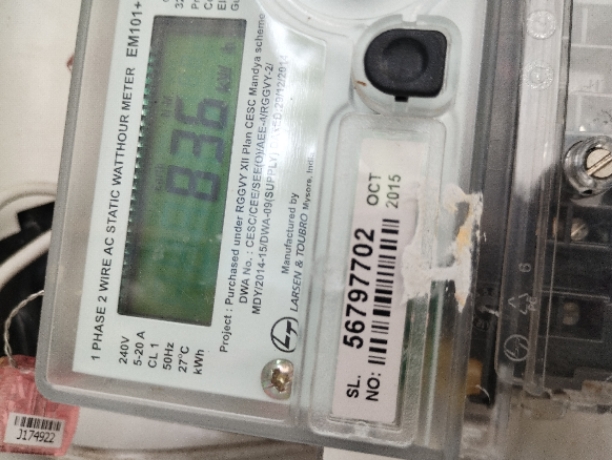 1 PHASE 2 WIRE AC STATIC WATTHOUR METER EM101+
836
kW h
240V
5-20 A
CL 1
50Hz
27°C
kWh
Project : Purchased under RGGVY XII Plan CESC Mandya scheme
DWA No. : CESC/CEE/SEE(O)/AEE-4/RGGVY-2/
MDY/2014-15/DWA-09(SUPPLY)
Manufactured by
LARSEN & TOUBRO Mysore, India
SL. NO: 56797702
OCT 2015
J174922
6